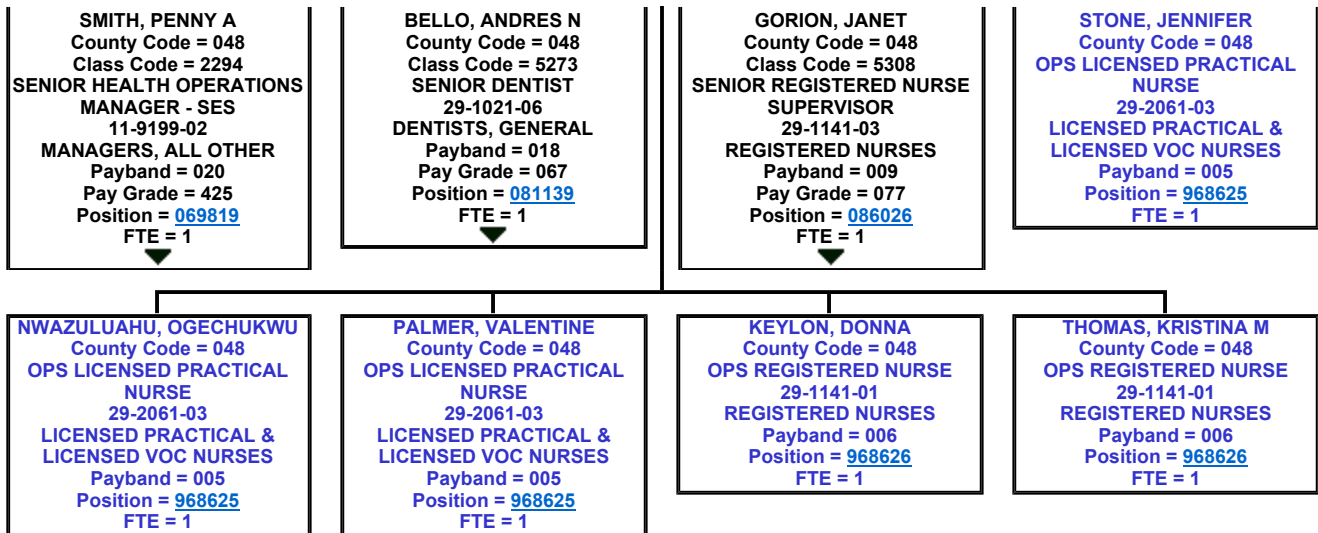 SMITH, PENNY A
County Code = 048
Class Code = 2294
SENIOR HEALTH OPERATIONS
MANAGER - SES
11-9199-02
MANAGERS, ALL OTHER
Payband = 020
Pay Grade = 425
Position = 069819
FTE = 1
BELLO, ANDRES N
County Code = 048
Class Code = 5273
SENIOR DENTIST
29-1021-06
DENTISTS, GENERAL
Payband = 018
Pay Grade = 067
Position = 081139
FTE = 1
GORION, JANET
County Code = 048
Class Code = 5308
SENIOR REGISTERED NURSE
SUPERVISOR
29-1141-03
REGISTERED NURSES
Payband = 009
Pay Grade = 077
Position = 086026
FTE = 1
STONE, JENNIFER
County Code = 048
OPS LICENSED PRACTICAL
NURSE
29-2061-03
LICENSED PRACTICAL &
LICENSED VOC NURSES
Payband = 005
Position = 968625
FTE = 1
NWAZULUAHU, OGECHUKWU
County Code = 048
OPS LICENSED PRACTICAL
NURSE
29-2061-03
LICENSED PRACTICAL &
LICENSED VOC NURSES
Payband = 005
Position = 968625
FTE = 1
PALMER, VALENTINE
County Code = 048
OPS LICENSED PRACTICAL
NURSE
29-2061-03
LICENSED PRACTICAL &
LICENSED VOC NURSES
Payband = 005
Position = 968625
FTE = 1
KEYLON, DONNA
County Code = 048
OPS REGISTERED NURSE
29-1141-01
REGISTERED NURSES
Payband = 006
Position = 968626
FTE = 1
THOMAS, KRISTINA M
County Code = 048
OPS REGISTERED NURSE
29-1141-01
REGISTERED NURSES
Payband = 006
Position = 968626
FTE = 1